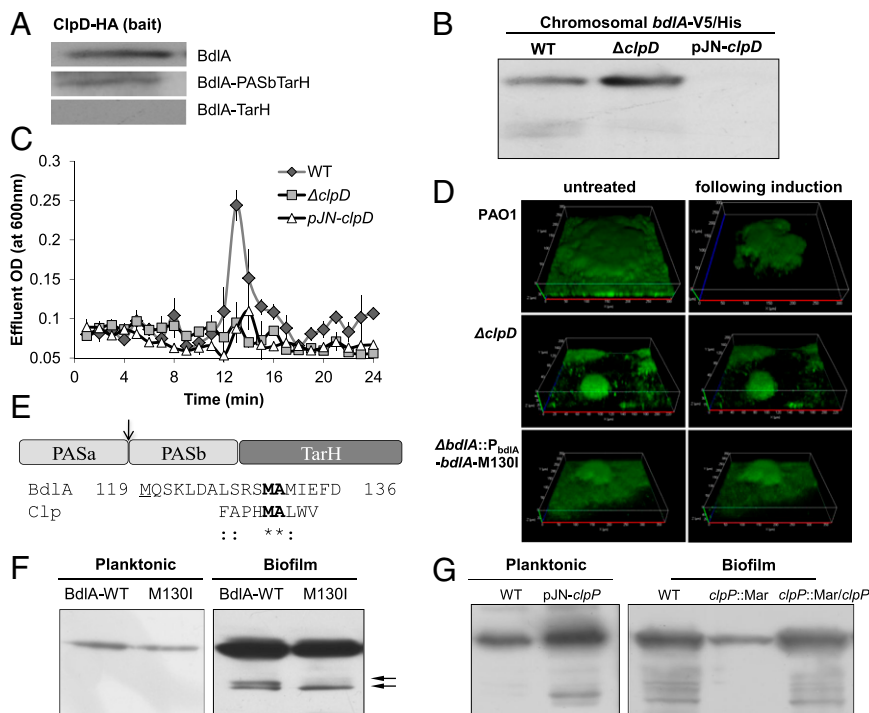 A
ClpD-HA (bait)
BdlA
BdlA-PASbTarH
BdlA-TarH
B
Chromosomal bdlA-V5/His
WT ΔclpD pJN-clpD
C
0.3
0.25
0.2
0.15
0.1
0.05
Effluent OD (at 600nm)
WT
ΔclpD
pJN-clpD
0 4 8 12 16 20 24
Time (min)
D
untreated following induction
PAO1
ΔclpD
ΔbdlA::PbdlA
-bdlA-M130I
E
PASa PASb TarH
BdlA 119 MQSKLDALSRSMAMIEFD 136
Clp FAPHMALWV
:: **:
F
Planktonic Biofilm
BdlA-WT M130I BdlA-WT M130I
G
Planktonic Biofilm
WT pJN-clpP WT clpP::Mar clpP::Mar/clpP